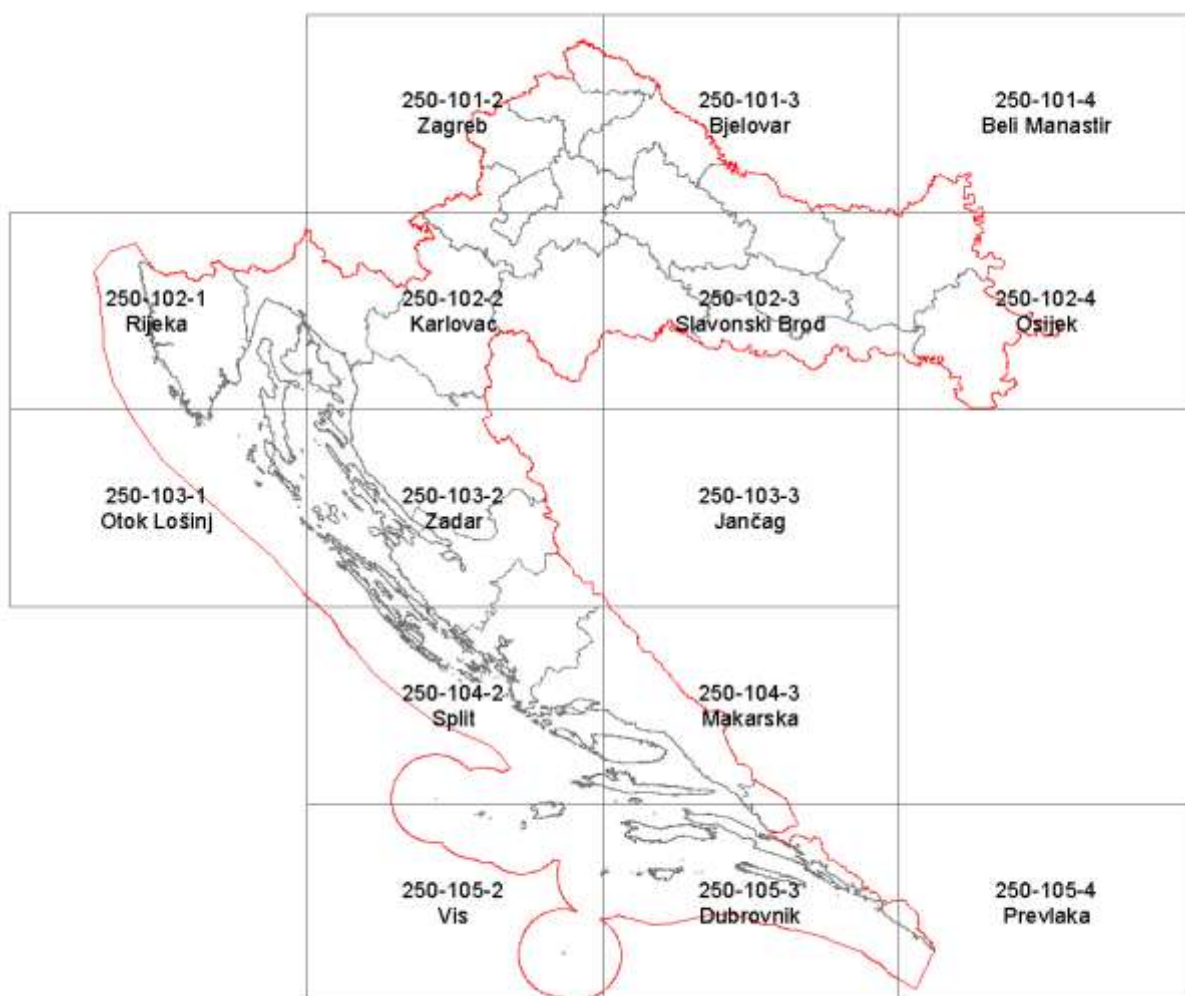 250-101-2
Zagreb
250-101-3
Bjelovar
250-101-4
Beli Manastir
250-102-1
Rijeka
250-102-2
Karlovac
250-102-3
Slavonski Brod
250-102-4
Osijek
250-103-1
Otok Lošinj
250-103-2
Zadar
250-103-3
Jančag
250-104-2
Split
250-104-3
Makarska
250-105-2
Vis
250-105-3
Dubrovnik
250-105-4
Prevlaka